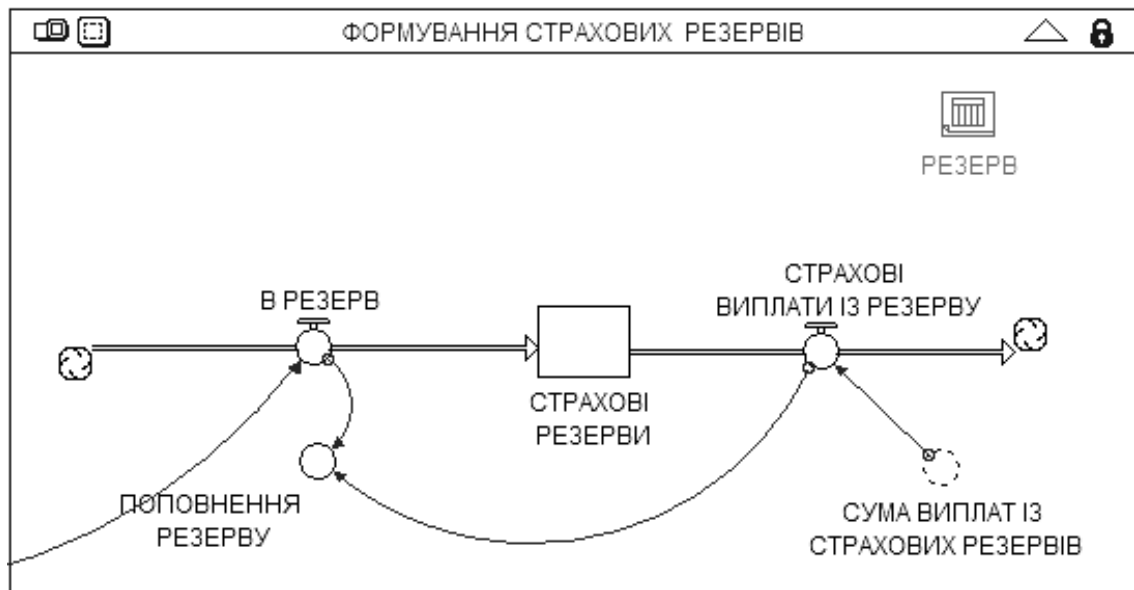 ФОРМУВАННЯ СТРАХОВИХ РЕЗЕРВІВ
РЕЗЕРВ
В РЕЗЕРВ
СТРАХОВІ
ВИПЛАТИ ІЗ РЕЗЕРВУ
СТРАХОВІ
РЕЗЕРВИ
ПОПОВНЕННЯ
РЕЗЕРВУ
СУМА ВИПЛАТ ІЗ
СТРАХОВИХ РЕЗЕРВІВ